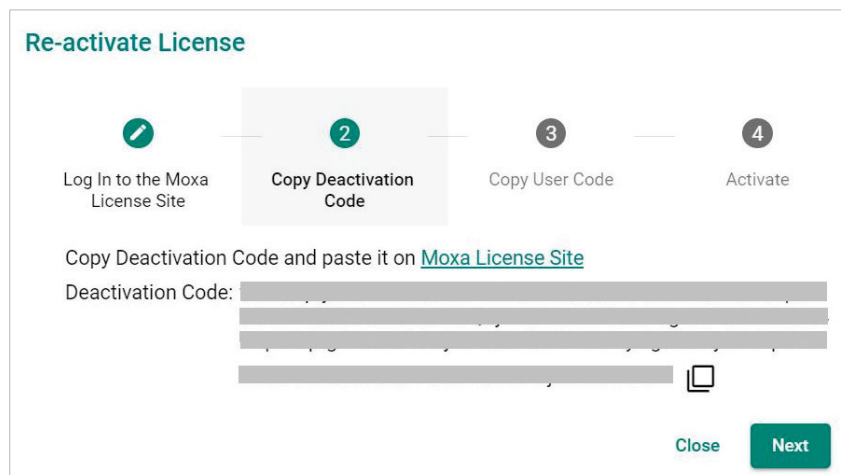 Re-activate License
2
3
4
Log In to the Moxa
License Site
Copy Deactivation
Code
Copy User Code
Activate
Copy Deactivation Code and paste it on Moxa License Site
Deactivation Code:
Close
Next